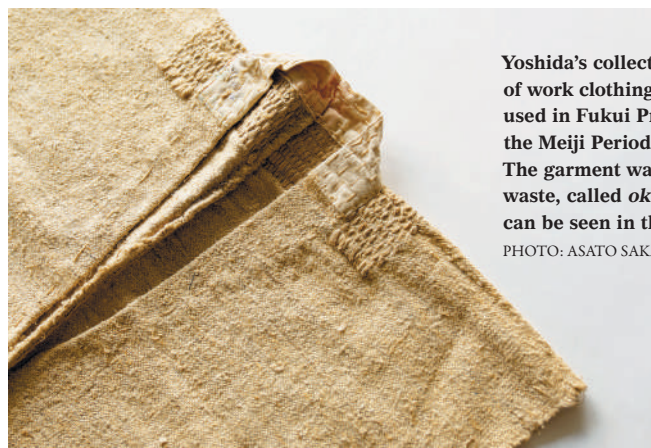 Yoshida’s collect
of work clothing
used in Fukui Pr
the Meiji Period
The garment wa
waste, called ok
can be seen in th
PHOTO: ASATO SAK